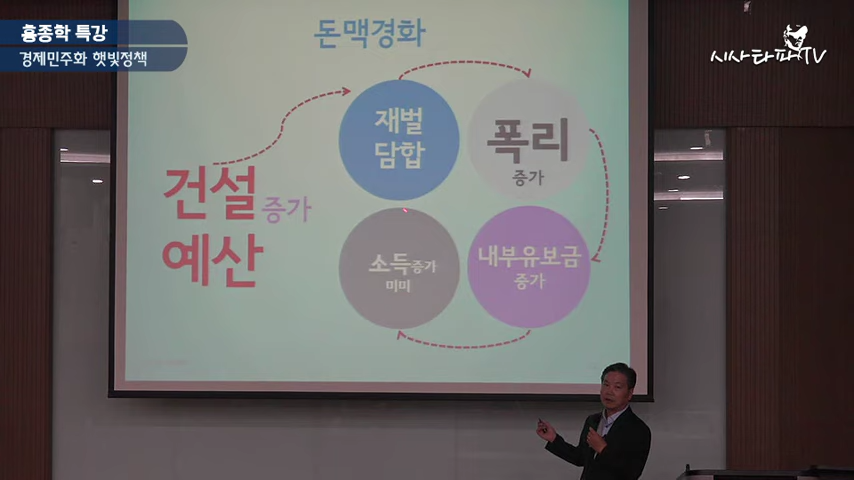 홍종학 특강
경제민주화 햇빛정책
시사타파TV
돈맥경화
재벌
담합
폭리
증가
건설 증가
예산
소득증가
미미
내부유보금
증가